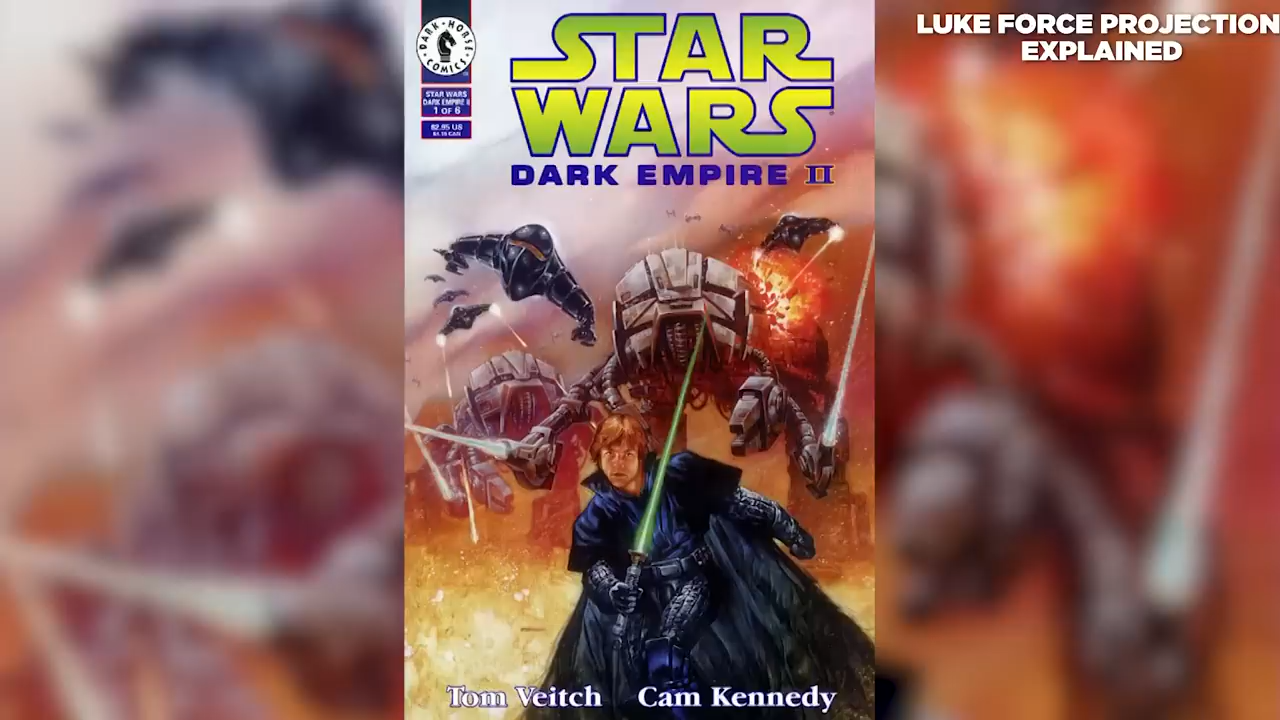 LUKE FORCE PROJECTION
EXPLAINED
DARK HORSE
COMICS
STAR WARS
DARK EMPIRE II
1 OF 6
$2.95 US
STAR
WARS
DARK EMPIRE II
Tom Veitch Cam Kennedy